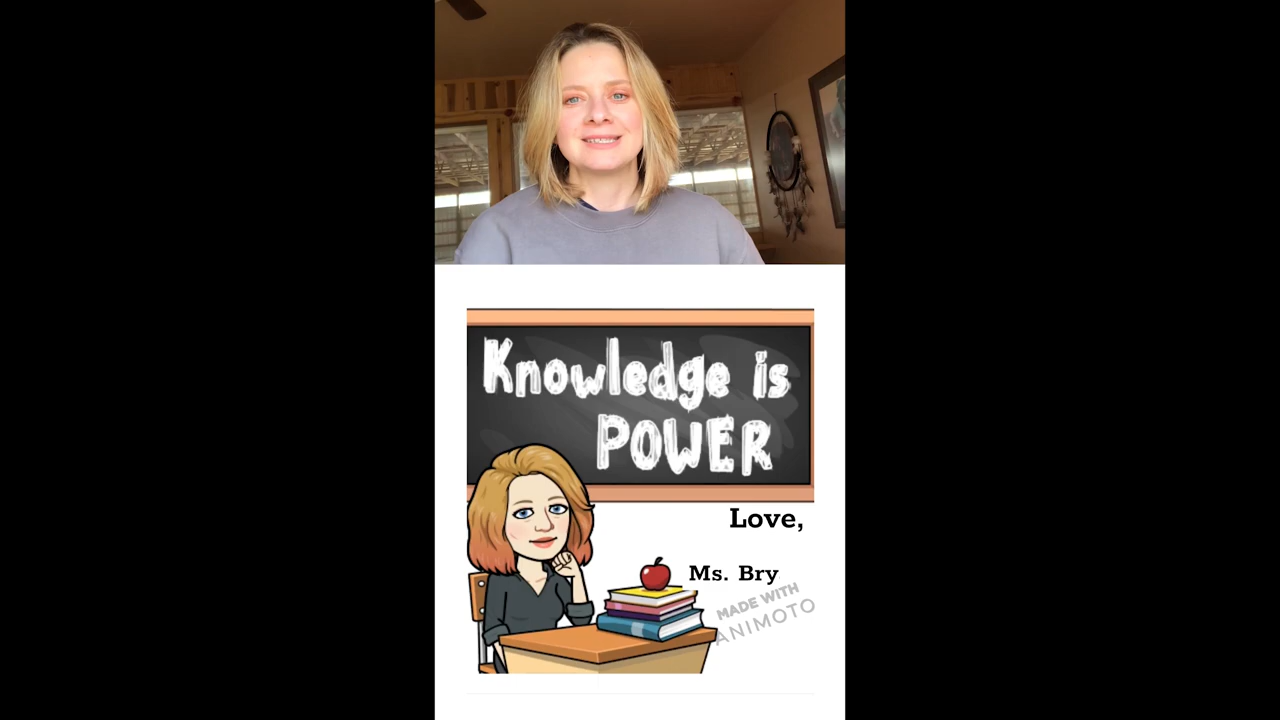 Knowledge is
POWER
Love,
Ms. Bry
MADE WITH
ANIMOTO